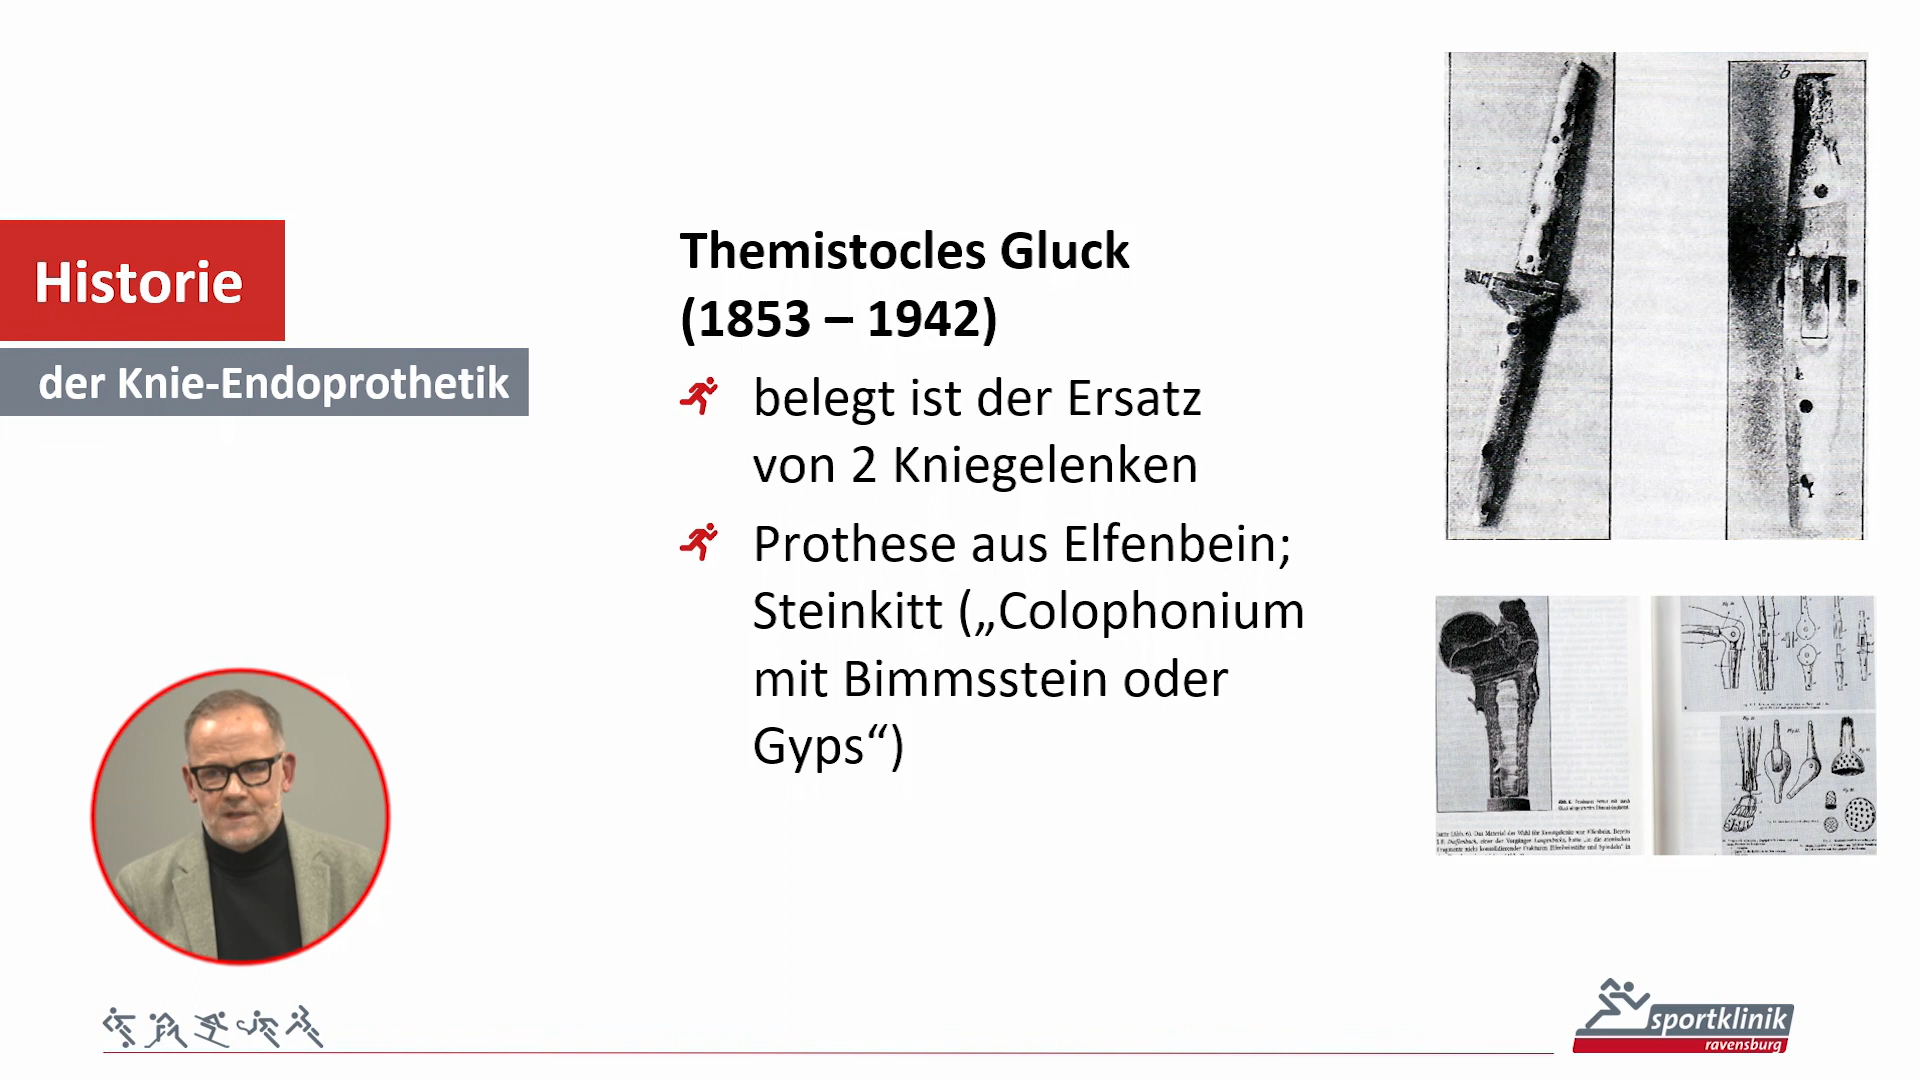 Historie
der Knie-Endoprothetik
Themistocles Gluck
(1853 – 1942)
belegt ist der Ersatz
von 2 Kniegelenken
Prothese aus Elfenbein;
Steinkitt („Colophonium
mit Bimmsstein oder
Gyps“)
b
sportklinik
ravensburg